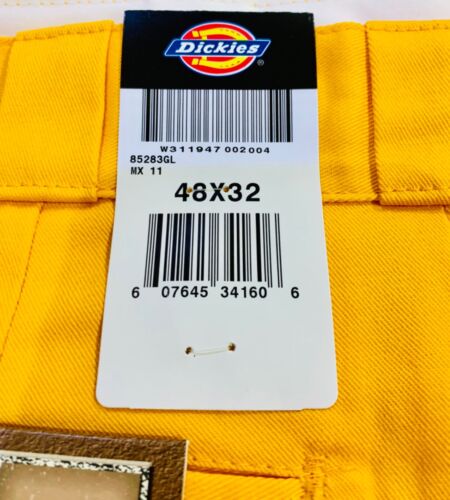 Dickies®
W311947 002004
85283GL
MX 11
48X32
6 07645 34160 6